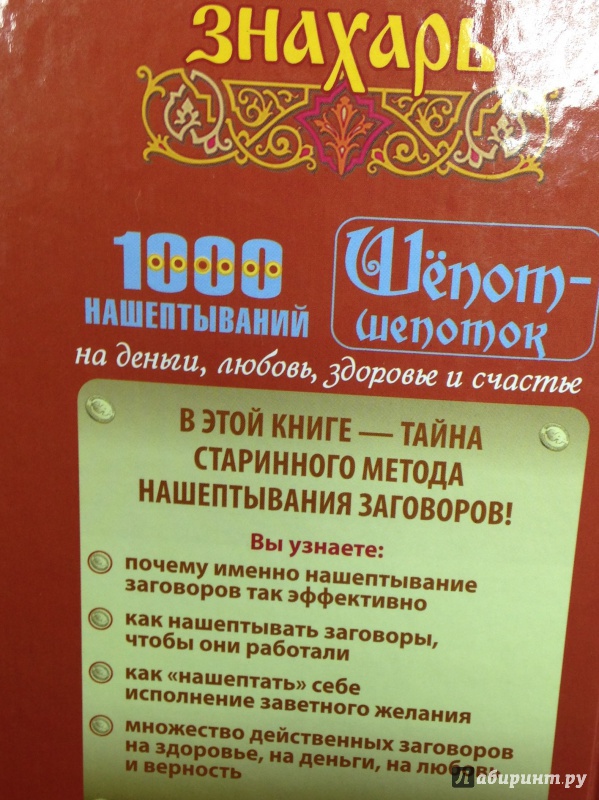 ЗНАХАРЬ
1000
НАШЕПТЫВАНИЙ
Шёпот-
шепоток
на деньги, любовь, здоровье и счастье
В ЭТОЙ КНИГЕ — ТАЙНА
СТАРИННОГО МЕТОДА
НАШЕПТЫВАНИЯ ЗАГОВОРОВ!
Вы узнаете:
почему именно нашептывание
заговоров так эффективно
как нашептывать заговоры,
чтобы они работали
как «нашептать» себе
исполнение заветного желания
множество действенных заговоров
на здоровье, на деньги, на любовь
и верность
Лабиринт.ру